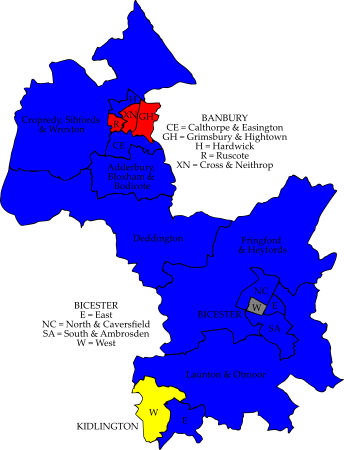 H
Cropredy, Sibfords
& Wroxton
XN
GH
R
BANBURY
CE = Calthorpe & Easington
GH = Grimsbury & Hightown
H = Hardwick
R = Ruscote
XN = Cross & Neithrop
CE
Adderbury,
Bloxham &
Bodicote
Deddington
Fringford
& Heyfords
NC
BICESTER
E = East
NC = North & Caversfield
SA = South & Ambrosden
W = West
BICESTER
W
E
SA
Launton & Otmoor
W
KIDLINGTON
E